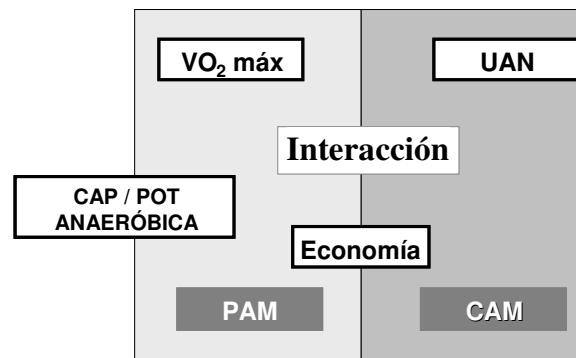 VO₂ máx
UAN
Interacción
CAP / POT
ANAERÓBICA
Economía
PAM
CAM